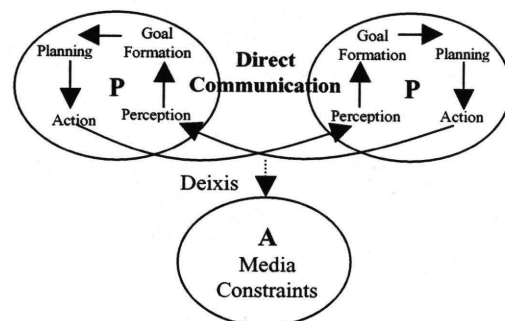 Goal
Formation
Planning
P
Action
Perception
Direct
Communication
Goal
Formation
Planning
P
Perception
Action
Deixis
A
Media
Constraints